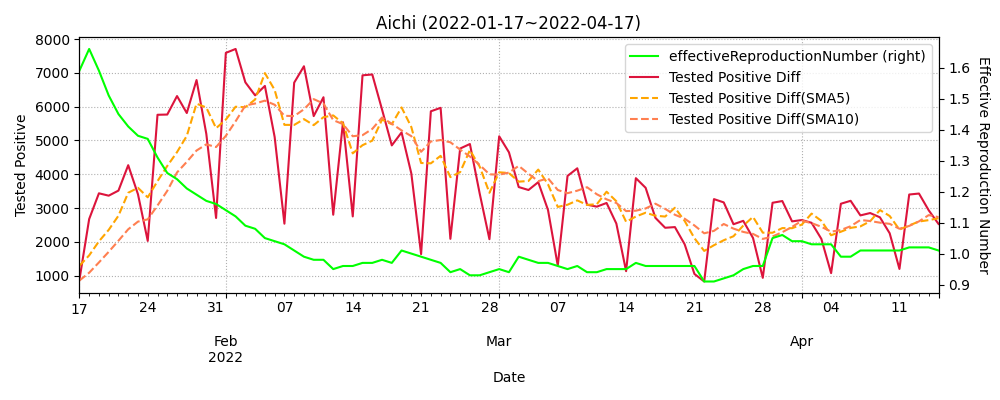 Aichi (2022-01-17~2022-04-17)
effectiveReproductionNumber (right)
Tested Positive Diff
Tested Positive Diff(SMA5)
Tested Positive Diff(SMA10)
Tested Positive
8000
7000
6000
5000
4000
3000
2000
1000
Effective Reproduction Number
1.6
1.5
1.4
1.3
1.2
1.1
1.0
0.9
17 24 31 07 14 21 28 07 14 21 28 04 11
Feb Mar Apr
2022
Date